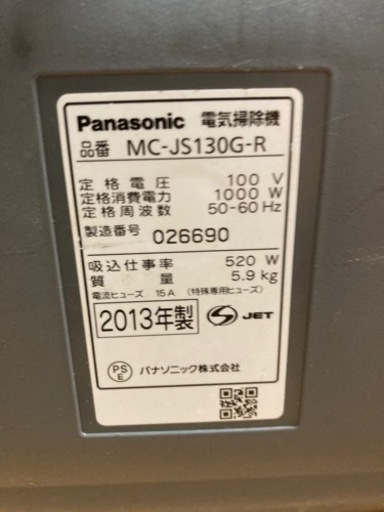 Panasonic 電気掃除機
品番 MC-JS130G-R
定格電圧 100 V
定格消費電力 1000 W
定格周波数 50-60 Hz
製造番号 026690
吸込仕事率 520 W
質量 5.9 kg
電流ヒューズ 15A (特殊専用ヒューズ)
2013年製 S JET
PS E パナソニック株式会社